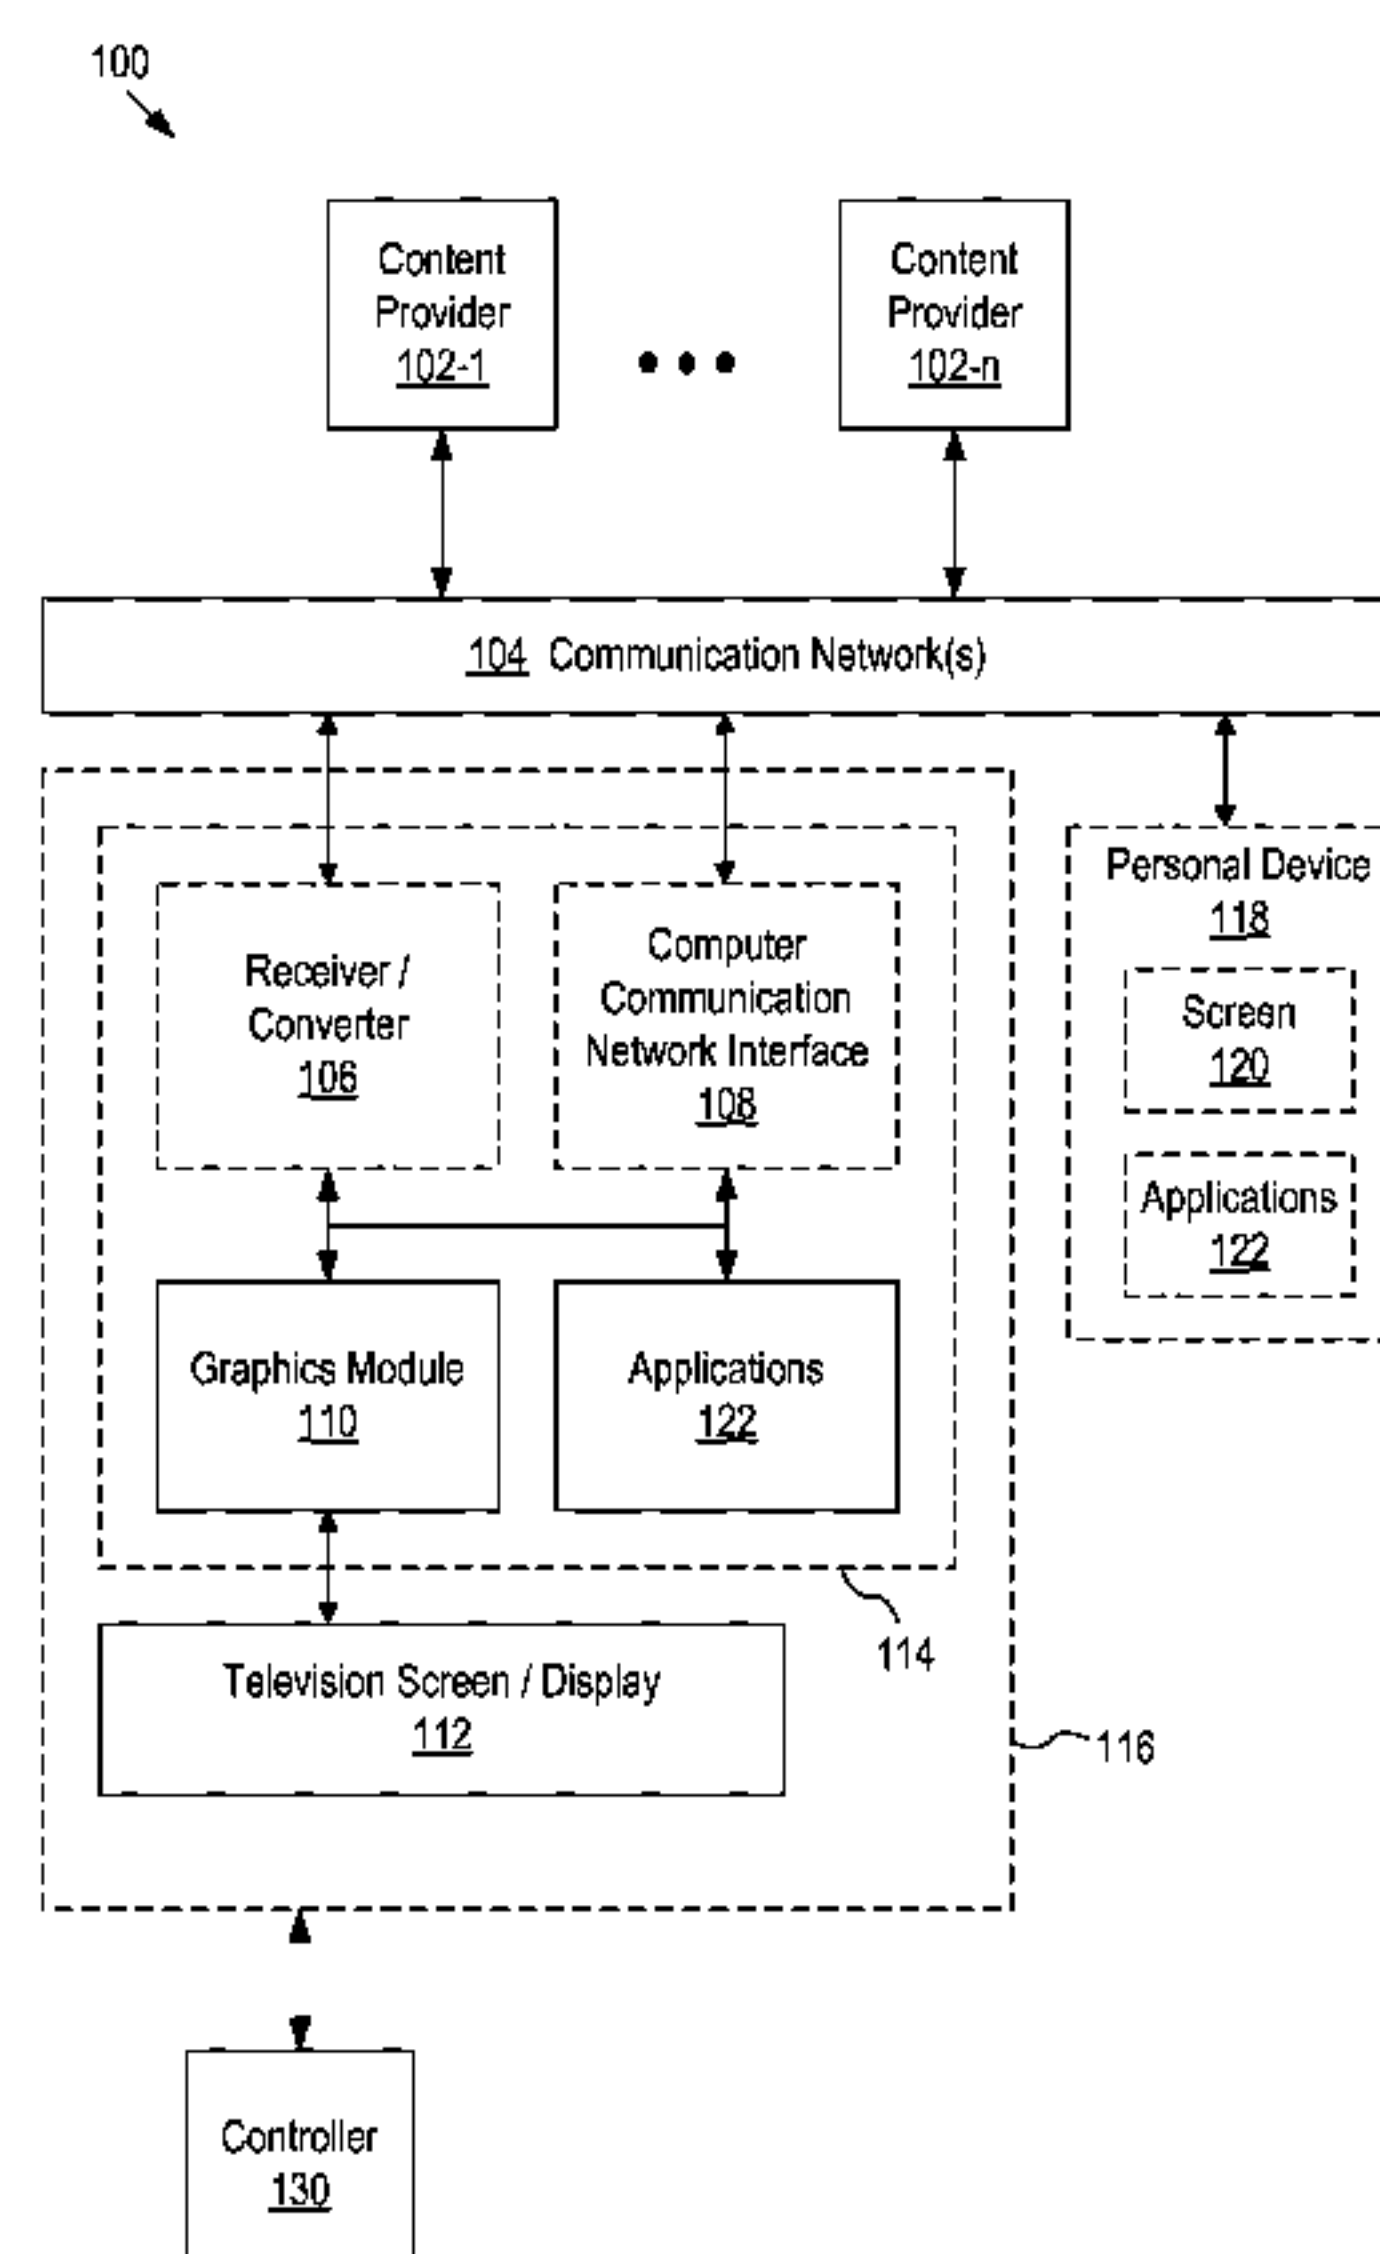 100
Content
Provider
102-1
Content
Provider
102-n
104 Communication Network(s)
Receiver /
Converter
106
Computer
Communication
Network Interface
108
Personal Device
118
Screen
120
Applications
122
Graphics Module
110
Applications
122
114
Television Screen / Display
112
116
Controller
130